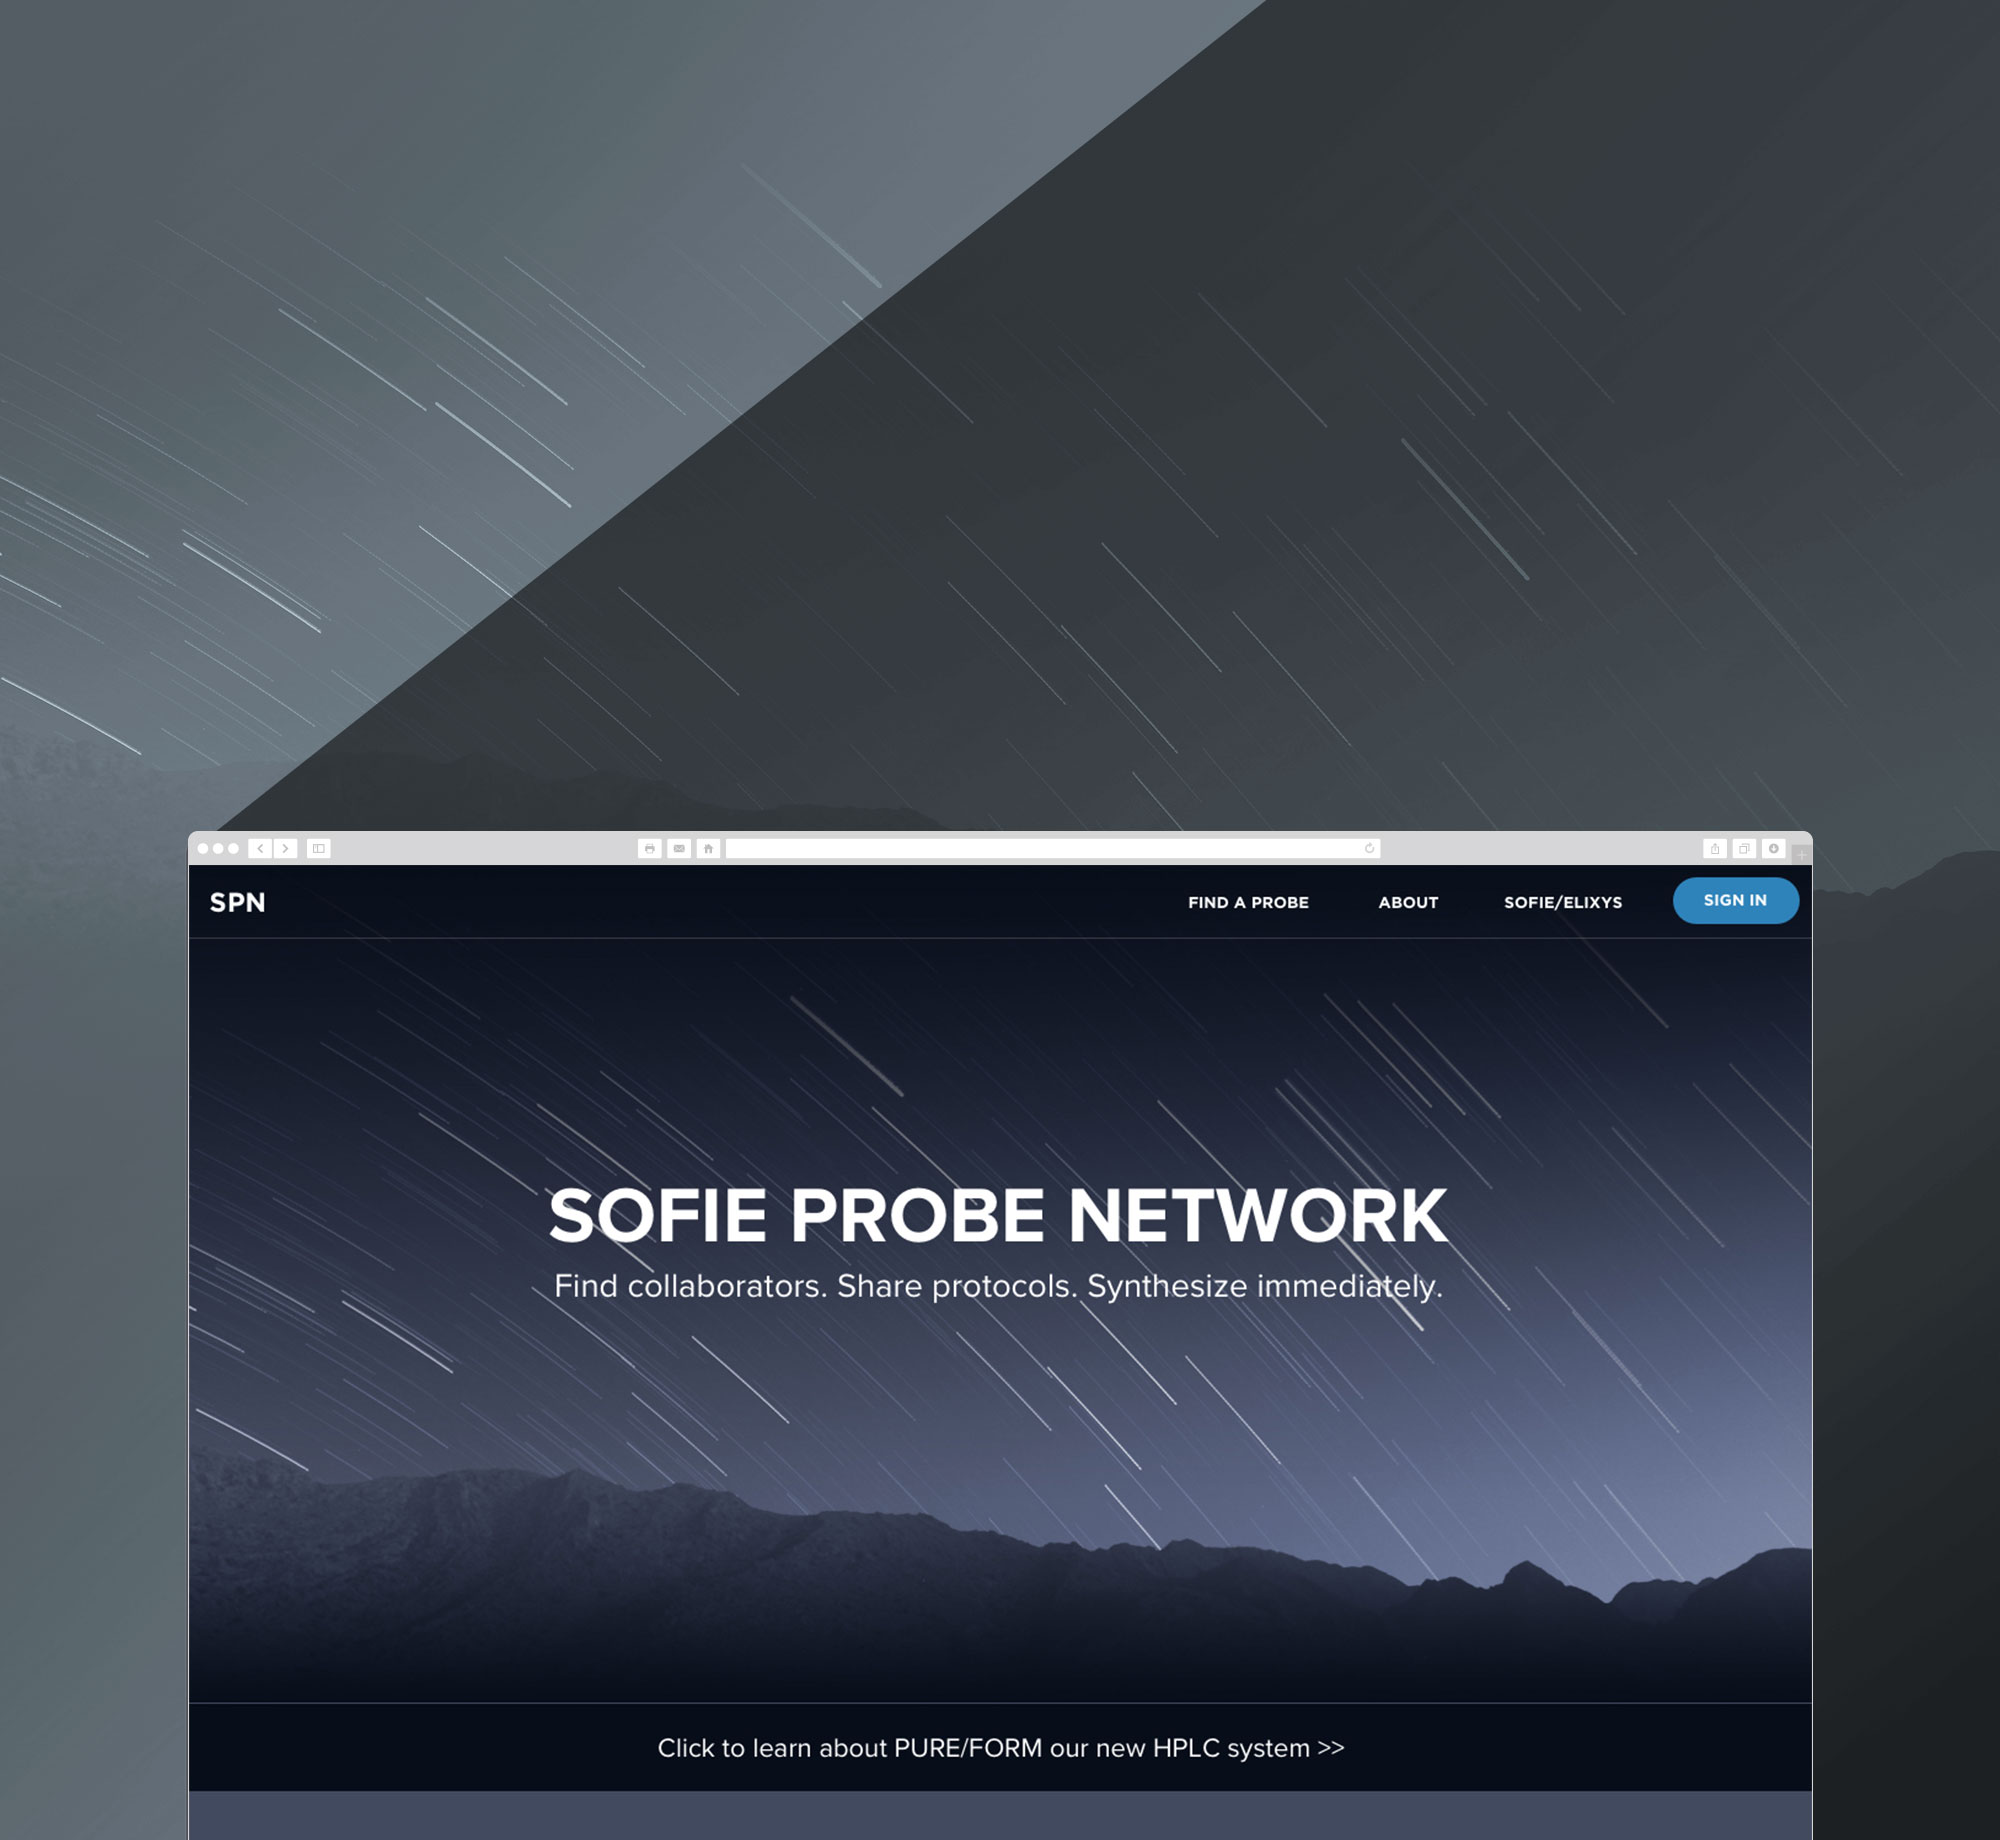 SPN
FIND A PROBE
ABOUT
SOFIE/ELIXYS
SIGN IN
SOFIE PROBE NETWORK
Find collaborators. Share protocols. Synthesize immediately.
Click to learn about PURE/FORM our new HPLC system >>